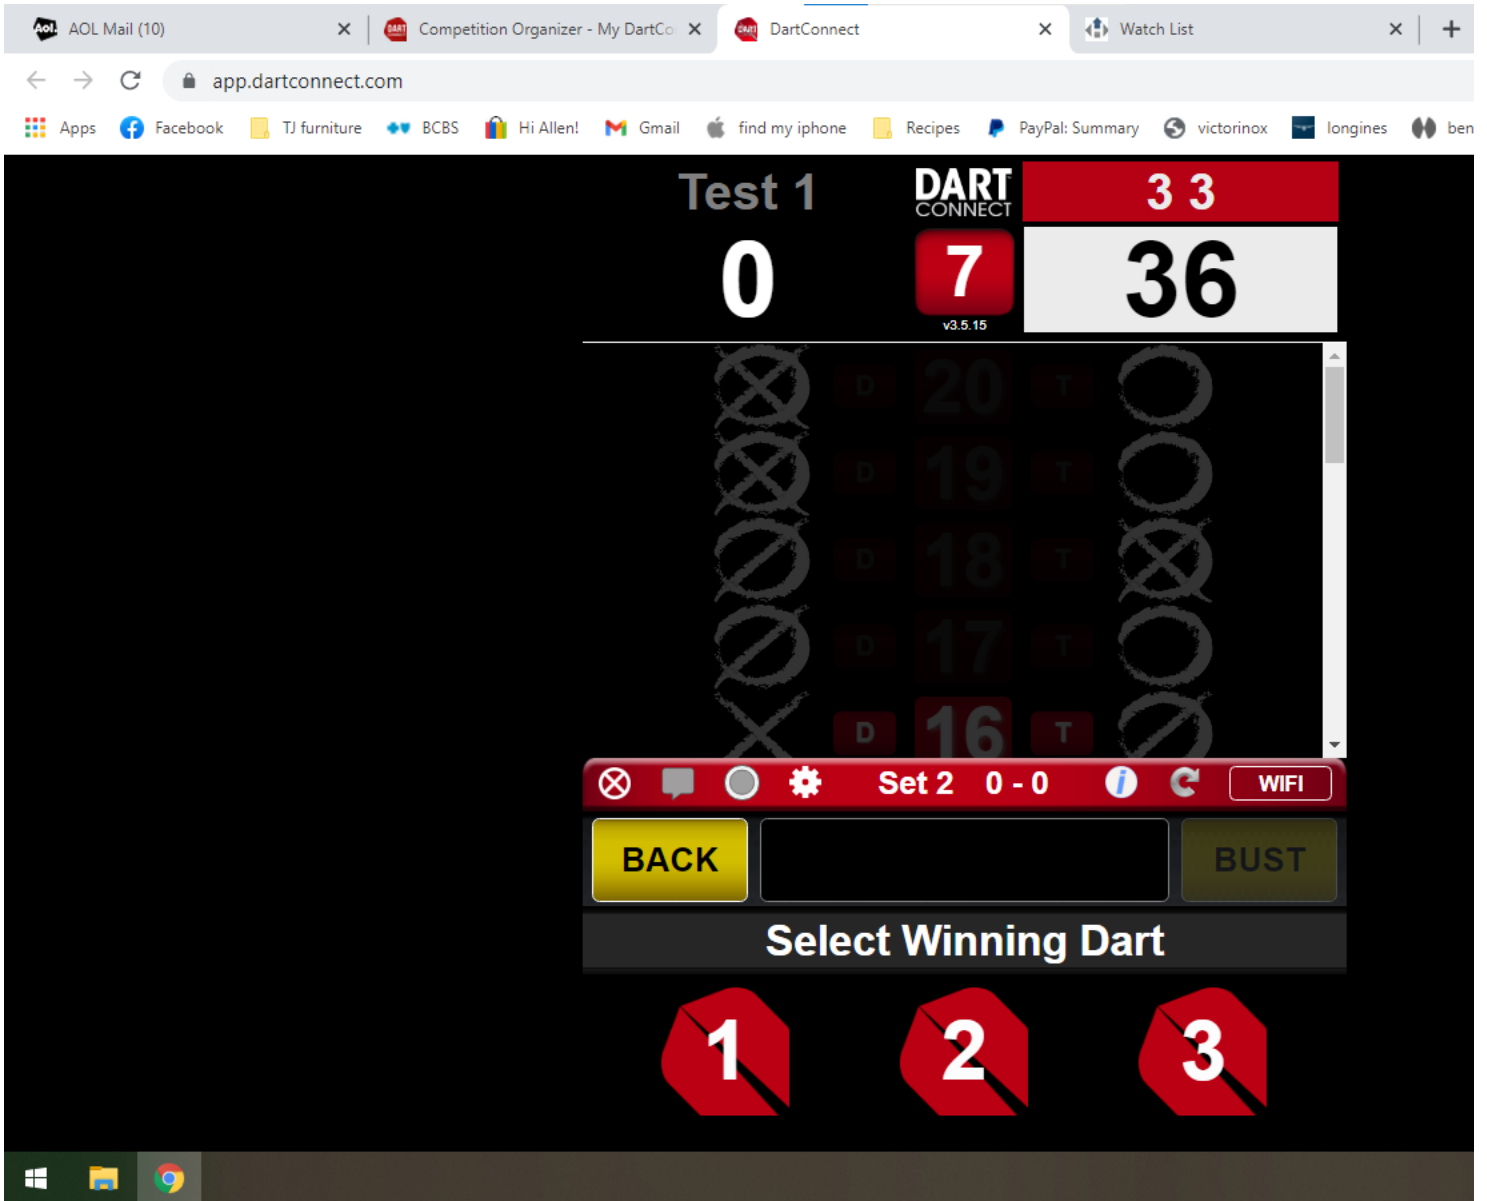 AOL Mail (10) Competition Organizer - My DartCo DartConnect Watch List
app.dartconnect.com
Apps Facebook TJ furniture BCBS Hi Allen! Gmail find my iphone Recipes PayPal: Summary victorinox longines ben
Test 1 DART CONNECT 3 3
0 7 36
v3.5.15
D 20 T
D 19 T
D 18 T
D 17 T
D 16 T
Set 2 0 - 0 i WIFI
BACK BUST
Select Winning Dart
1 2 3